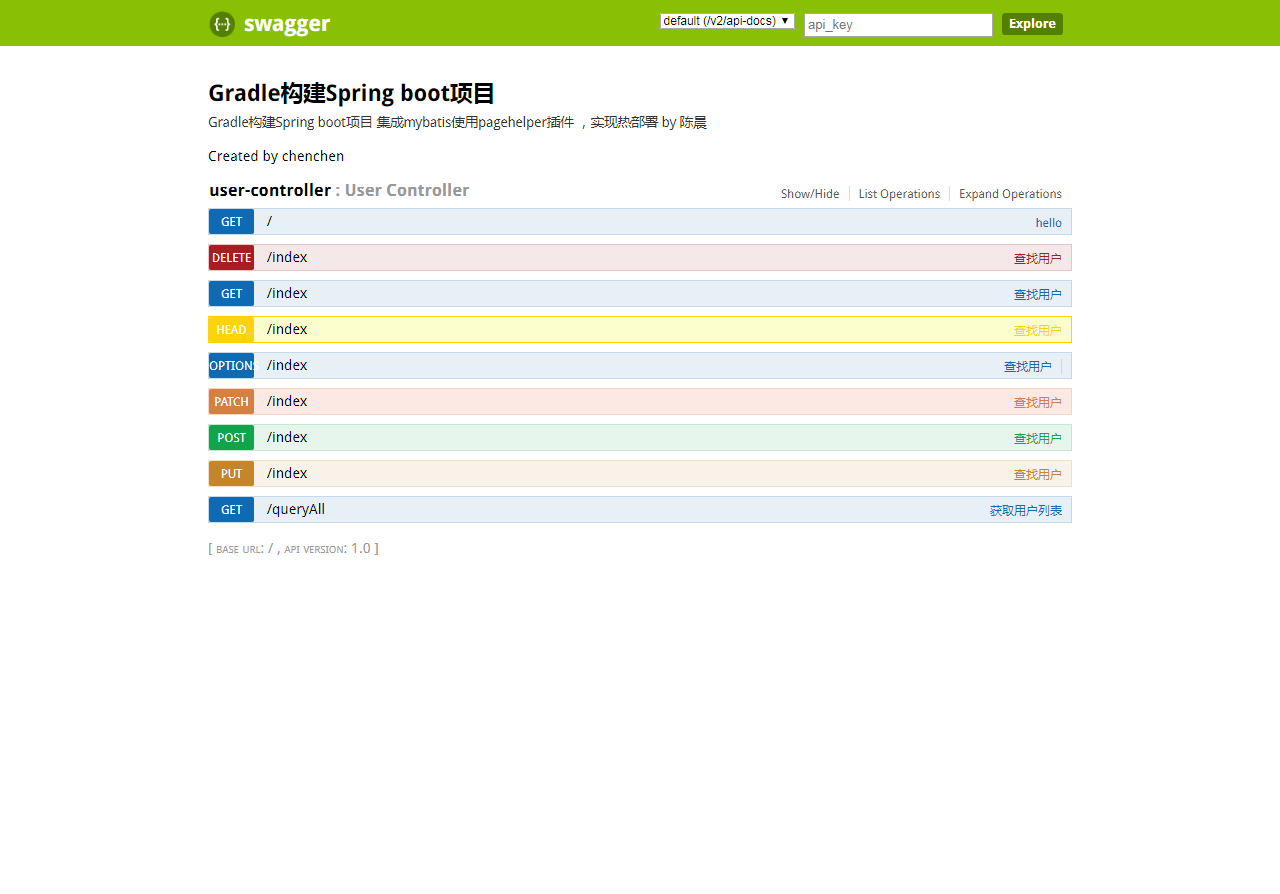 {···} swagger default (/v2/api-docs) ▼ api_key Explore
Gradle构建Spring boot项目
Gradle构建Spring boot项目 集成mybatis使用pagehelper插件 ，实现热部署 by 陈晨
Created by chenchen
user-controller : User Controller Show/Hide List Operations Expand Operations
GET / hello
DELETE /index 查找用户
GET /index 查找用户
HEAD /index 查找用户
OPTIONS /index 查找用户
PATCH /index 查找用户
POST /index 查找用户
PUT /index 查找用户
GET /queryAll 获取用户列表
[ BASE URL: / , API VERSION: 1.0 ]